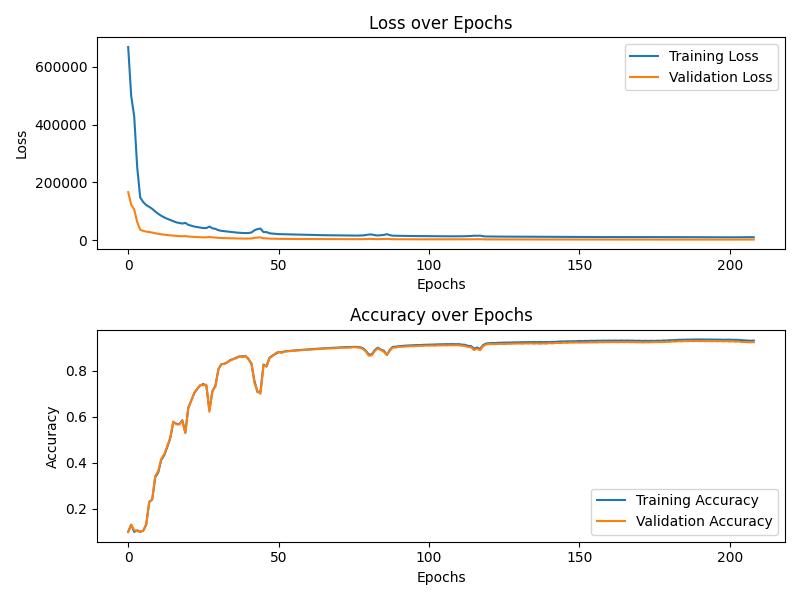 Loss over Epochs
600000
400000
200000
0
Loss
Training Loss
Validation Loss
0
50
100
150
200
Epochs
Accuracy over Epochs
0.8
0.6
0.4
0.2
Accuracy
Training Accuracy
Validation Accuracy
0
50
100
150
200
Epochs